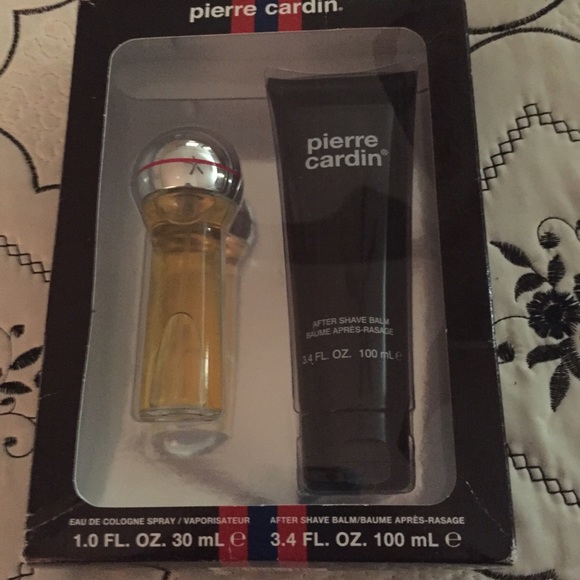 pierre cardin®
pierre
cardin®
AFTER SHAVE BALM
BAUME APRÈS-RASAGE
3.4 FL. OZ. 100 mL ℮
EAU DE COLOGNE SPRAY / VAPORISATEUR
1.0 FL. OZ. 30 mL ℮
AFTER SHAVE BALM/BAUME APRÈS-RASAGE
3.4 FL. OZ. 100 mL ℮